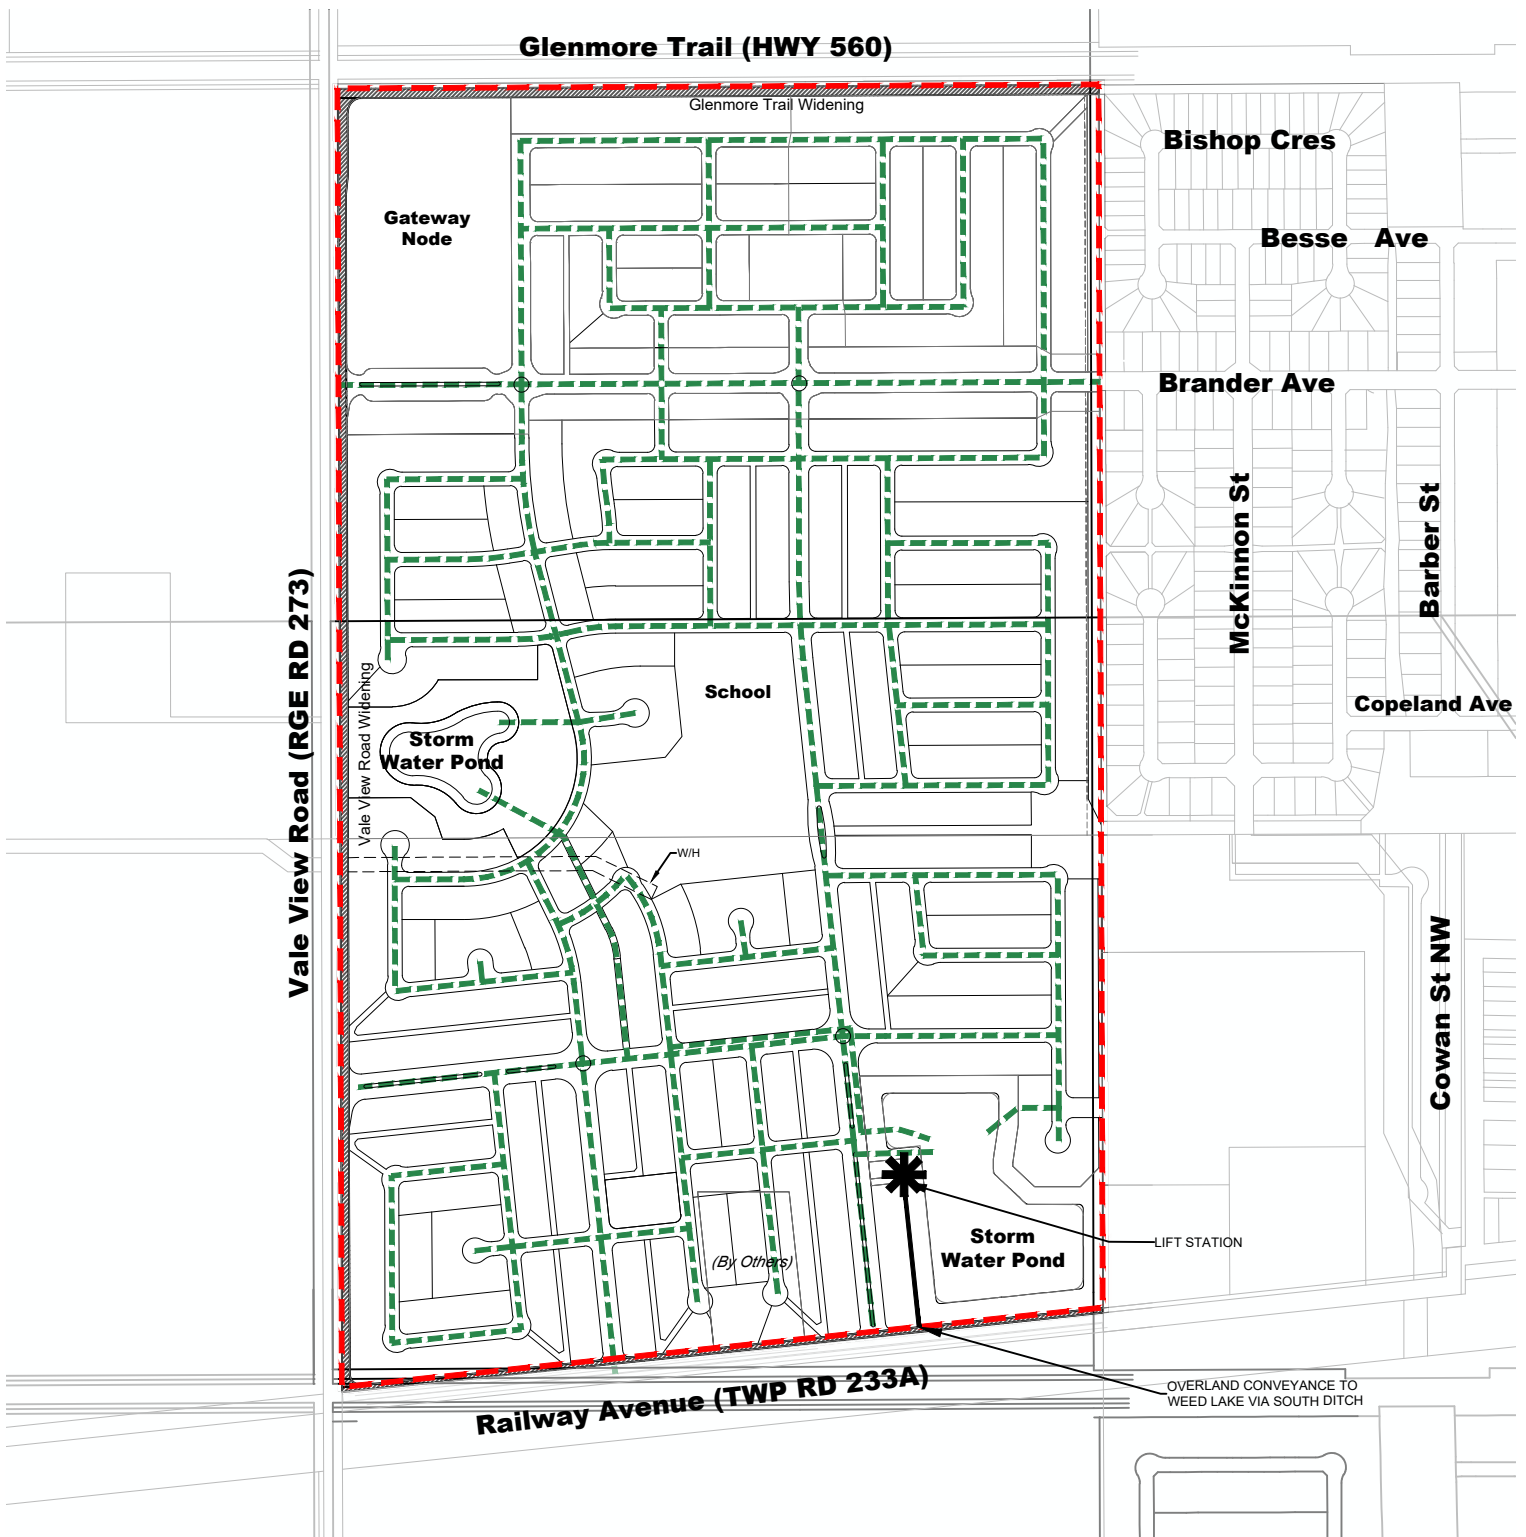 Glenmore Trail (HWY 560)
Glenmore Trail Widening
Bishop Cres
Gateway
Node
Besse Ave
Brander Ave
McKinnon St
Barber St
Vale View Road (RGE RD 273)
Vale View Road Widening
School
Copeland Ave
Storm
Water Pond
W/H
Cowan St NW
Storm
Water Pond
LIFT STATION
(By Others)
OVERLAND CONVEYANCE TO
WEED LAKE VIA SOUTH DITCH
Railway Avenue (TWP RD 233A)